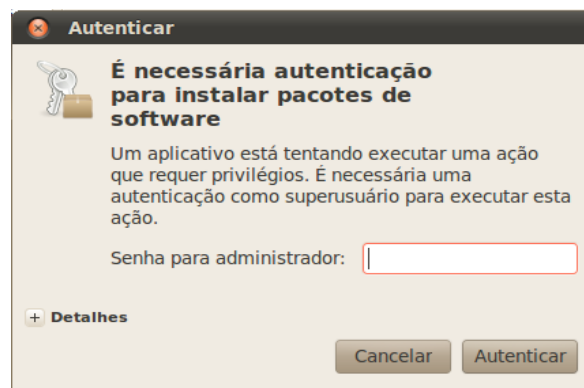 Autenticar
É necessária autenticação
para instalar pacotes de
software
Um aplicativo está tentando executar uma ação
que requer privilégios. É necessária uma
autenticação como superusuário para executar esta
ação.
Senha para administrador:
Detalhes
Cancelar Autenticar